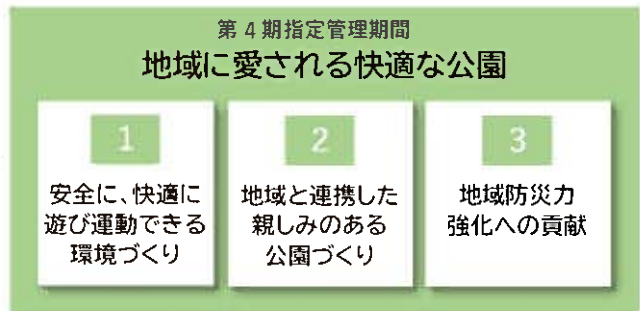 第4期指定管理期間
地域に愛される快適な公園
1
安全に、快適に
遊び運動できる
環境づくり
2
地域と連携した
親しみのある
公園づくり
3
地域防災力
強化への貢献